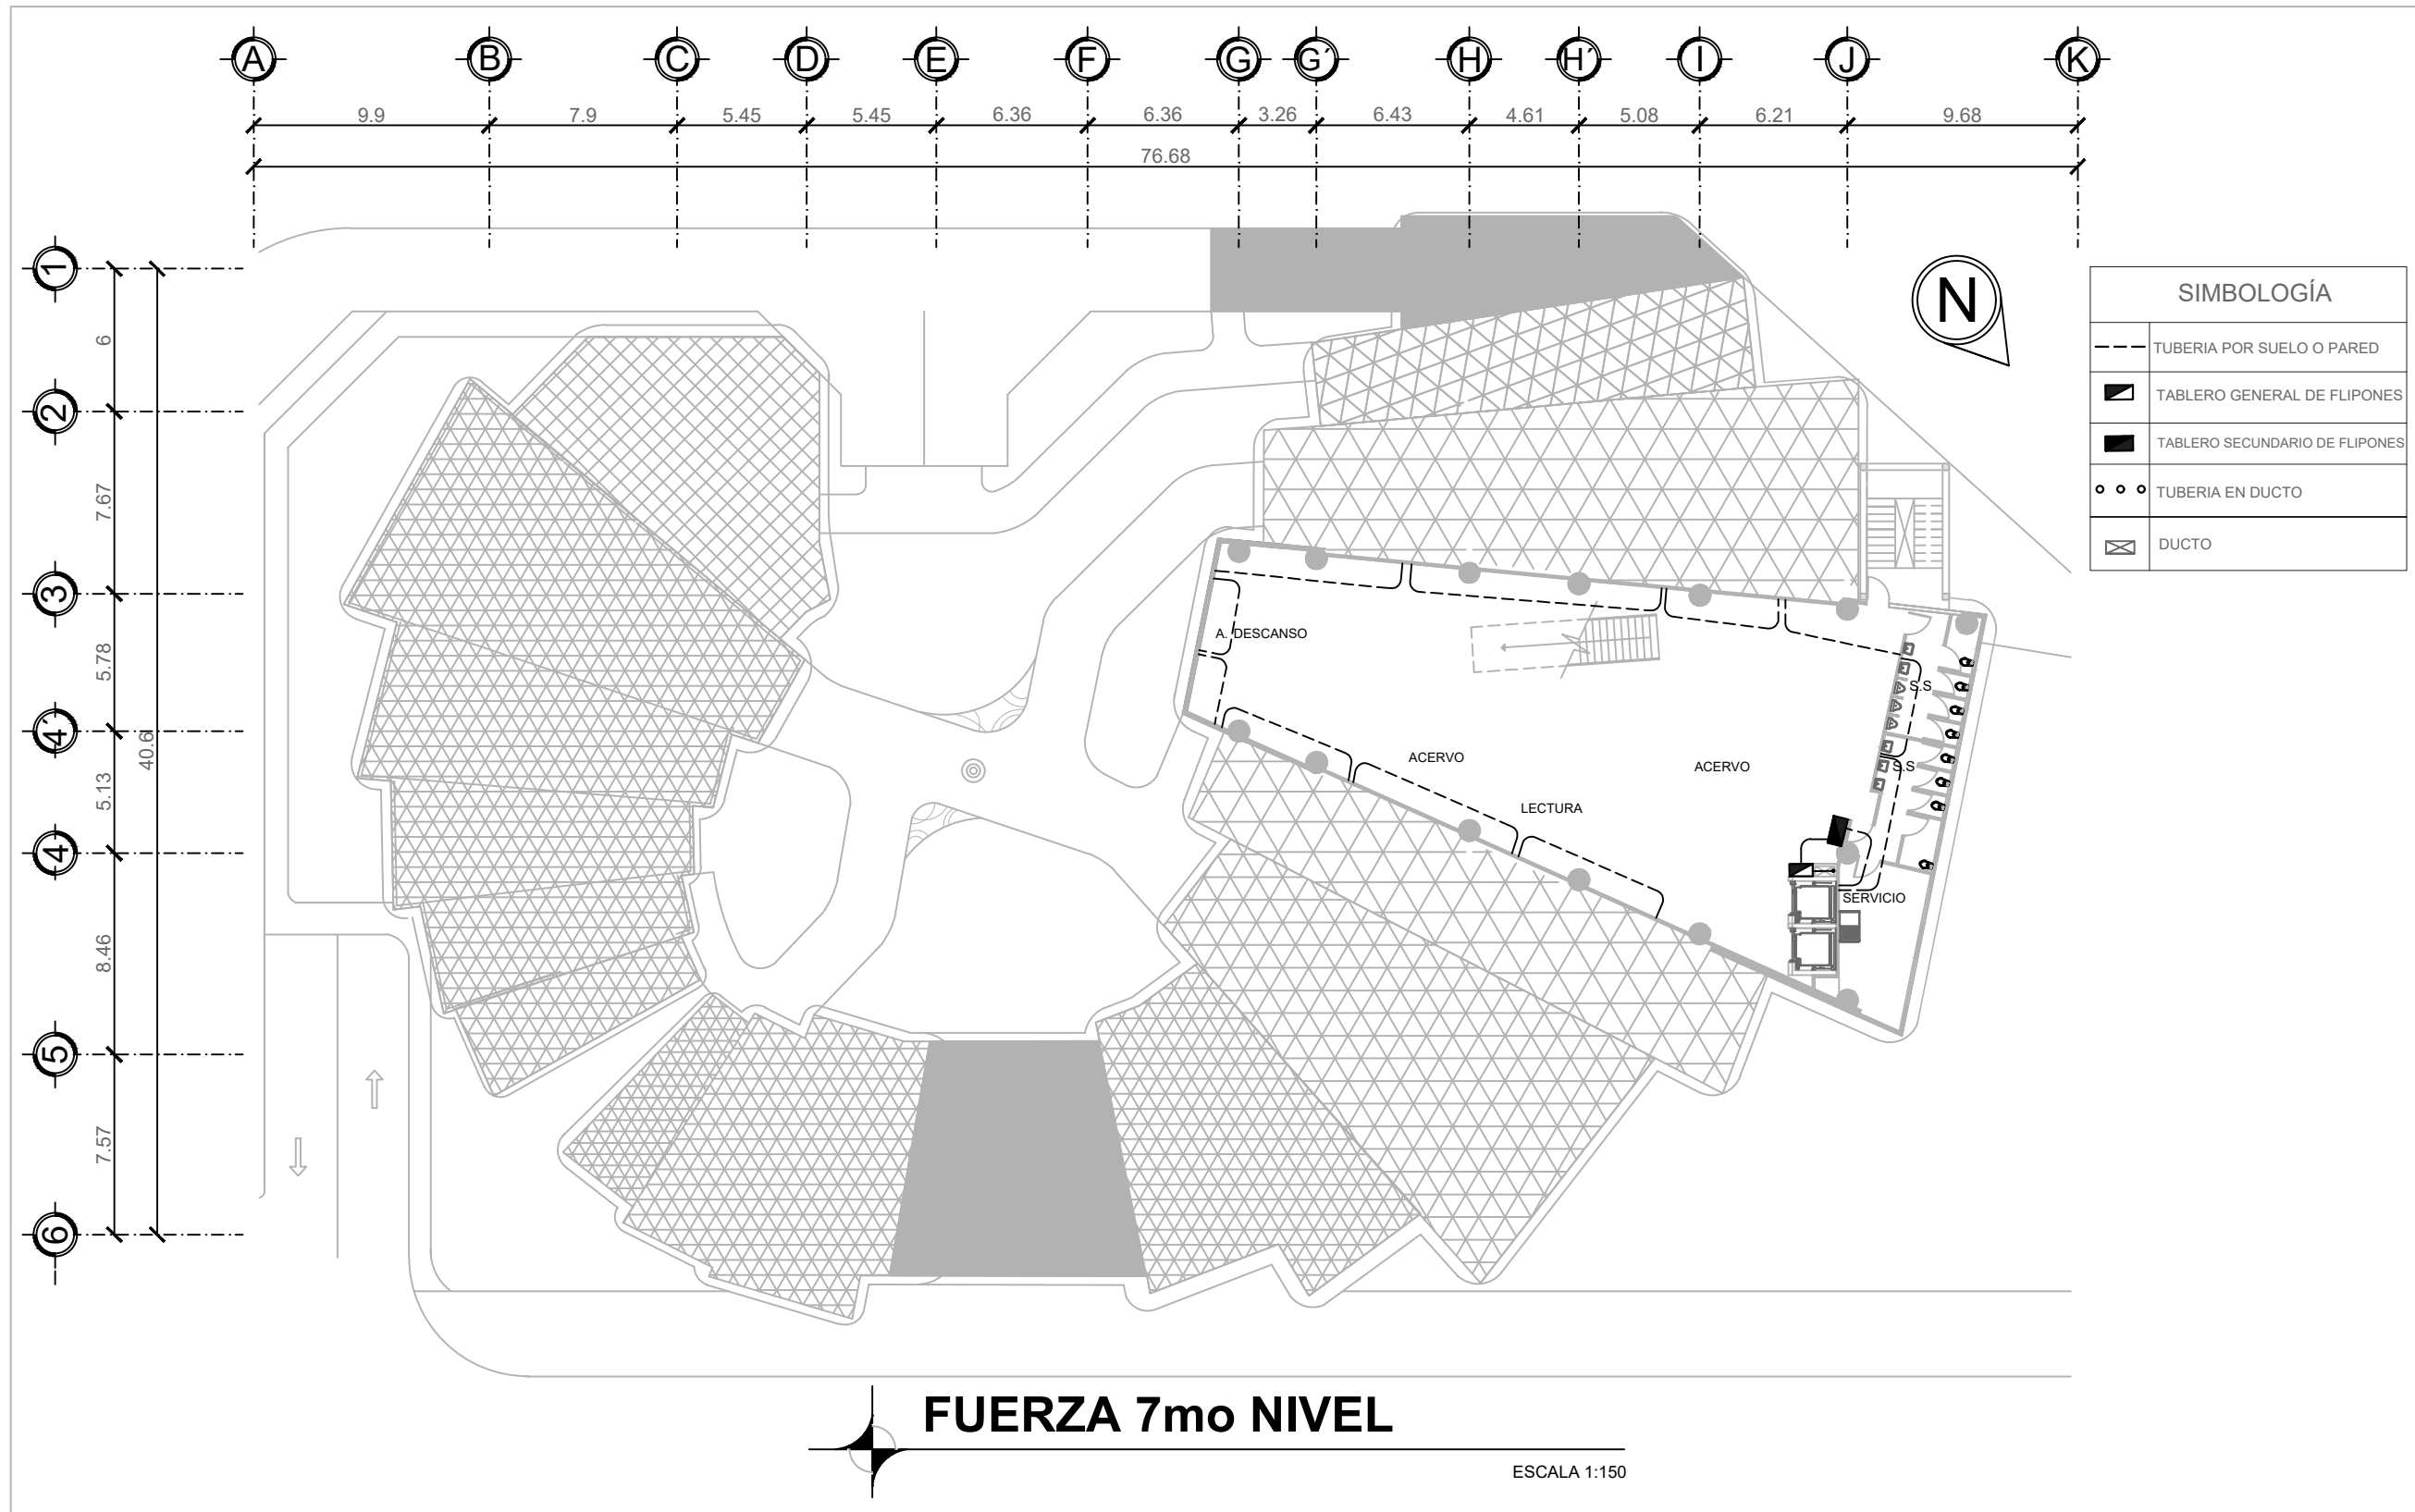 A B C D E F G G´ H H´ I J K
9.9 7.9 5.45 5.45 6.36 6.36 3.26 6.43 4.61 5.08 6.21 9.68
76.68
1
6
2
7.67
3
5.78
4´
5.13
40.6
4
8.46
5
7.57
6
N
SIMBOLOGÍA
TUBERIA POR SUELO O PARED
TABLERO GENERAL DE FLIPONES
TABLERO SECUNDARIO DE FLIPONES
TUBERIA EN DUCTO
DUCTO
A. DESCANSO
S.S
ACERVO
ACERVO
S.S
LECTURA
SERVICIO
FUERZA 7mo NIVEL
ESCALA 1:150